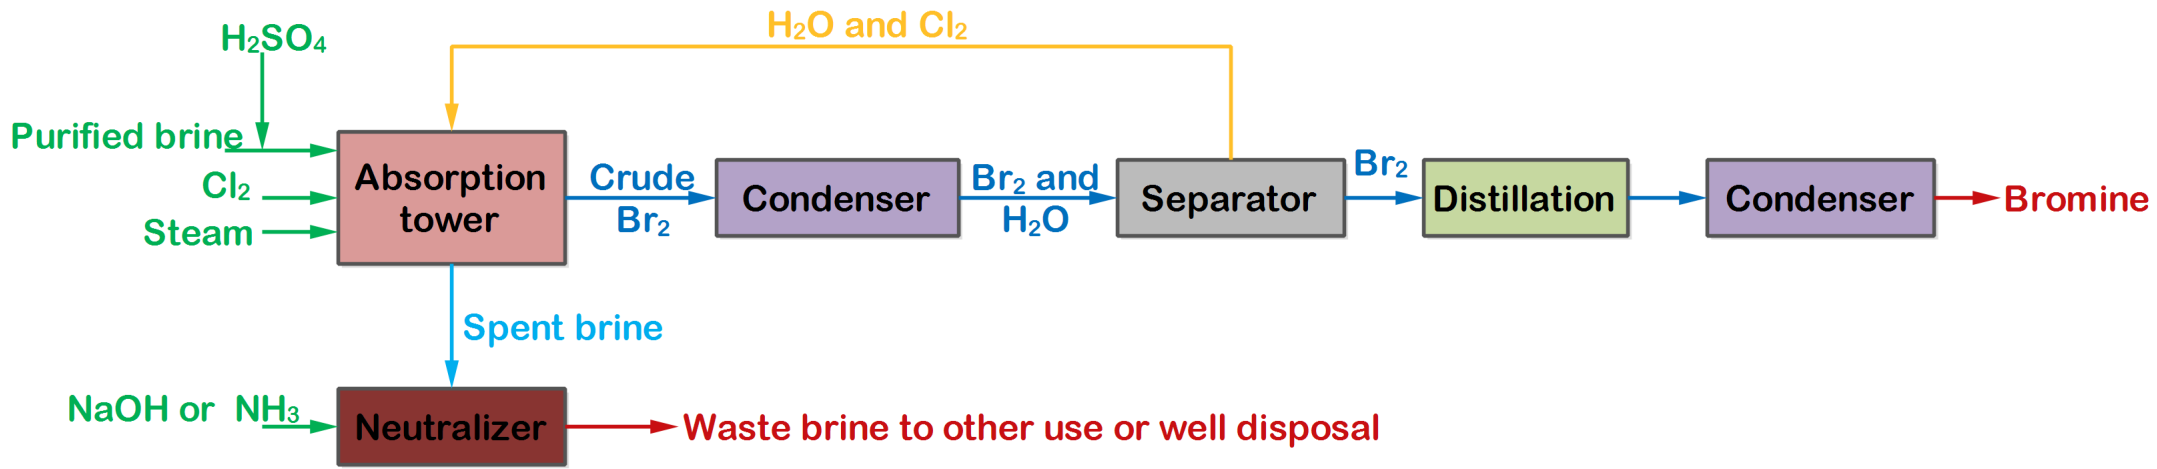 H₂O and Cl₂
H₂SO₄
Purified brine
Cl₂
Steam
Absorption
tower
Crude
Br₂
Condenser
Br₂ and
H₂O
Separator
Br₂
Distillation
Condenser
Bromine
Spent brine
NaOH or NH₃
Neutralizer
Waste brine to other use or well disposal